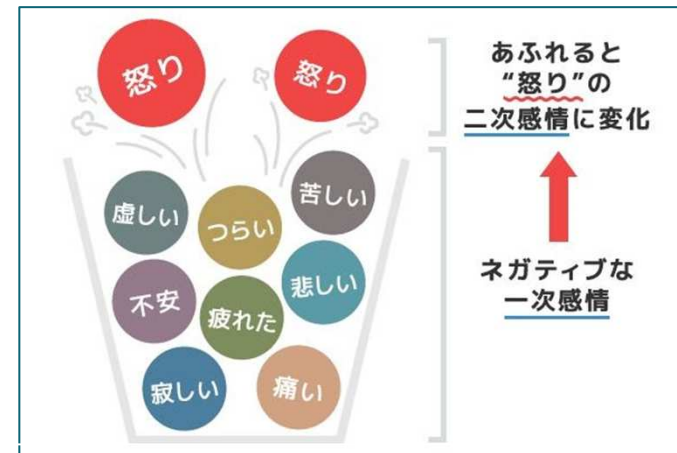 怒り
怒り
あふれると
“怒り”の
二次感情に変化
虚しい
つらい
苦しい
不安
疲れた
悲しい
寂しい
痛い
ネガティブな
一次感情